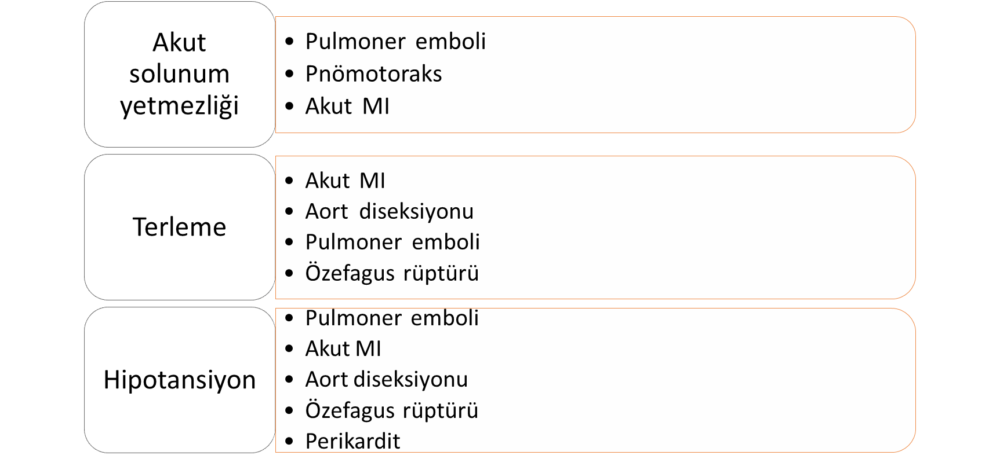 Akut
solunum
yetmezliği
• Pulmoner emboli
• Pnömotoraks
• Akut MI
Terleme
• Akut MI
• Aort diseksiyonu
• Pulmoner emboli
• Özefagus rüptürü
Hipotansiyon
• Pulmoner emboli
• Akut MI
• Aort diseksiyonu
• Özefagus rüptürü
• Perikardit